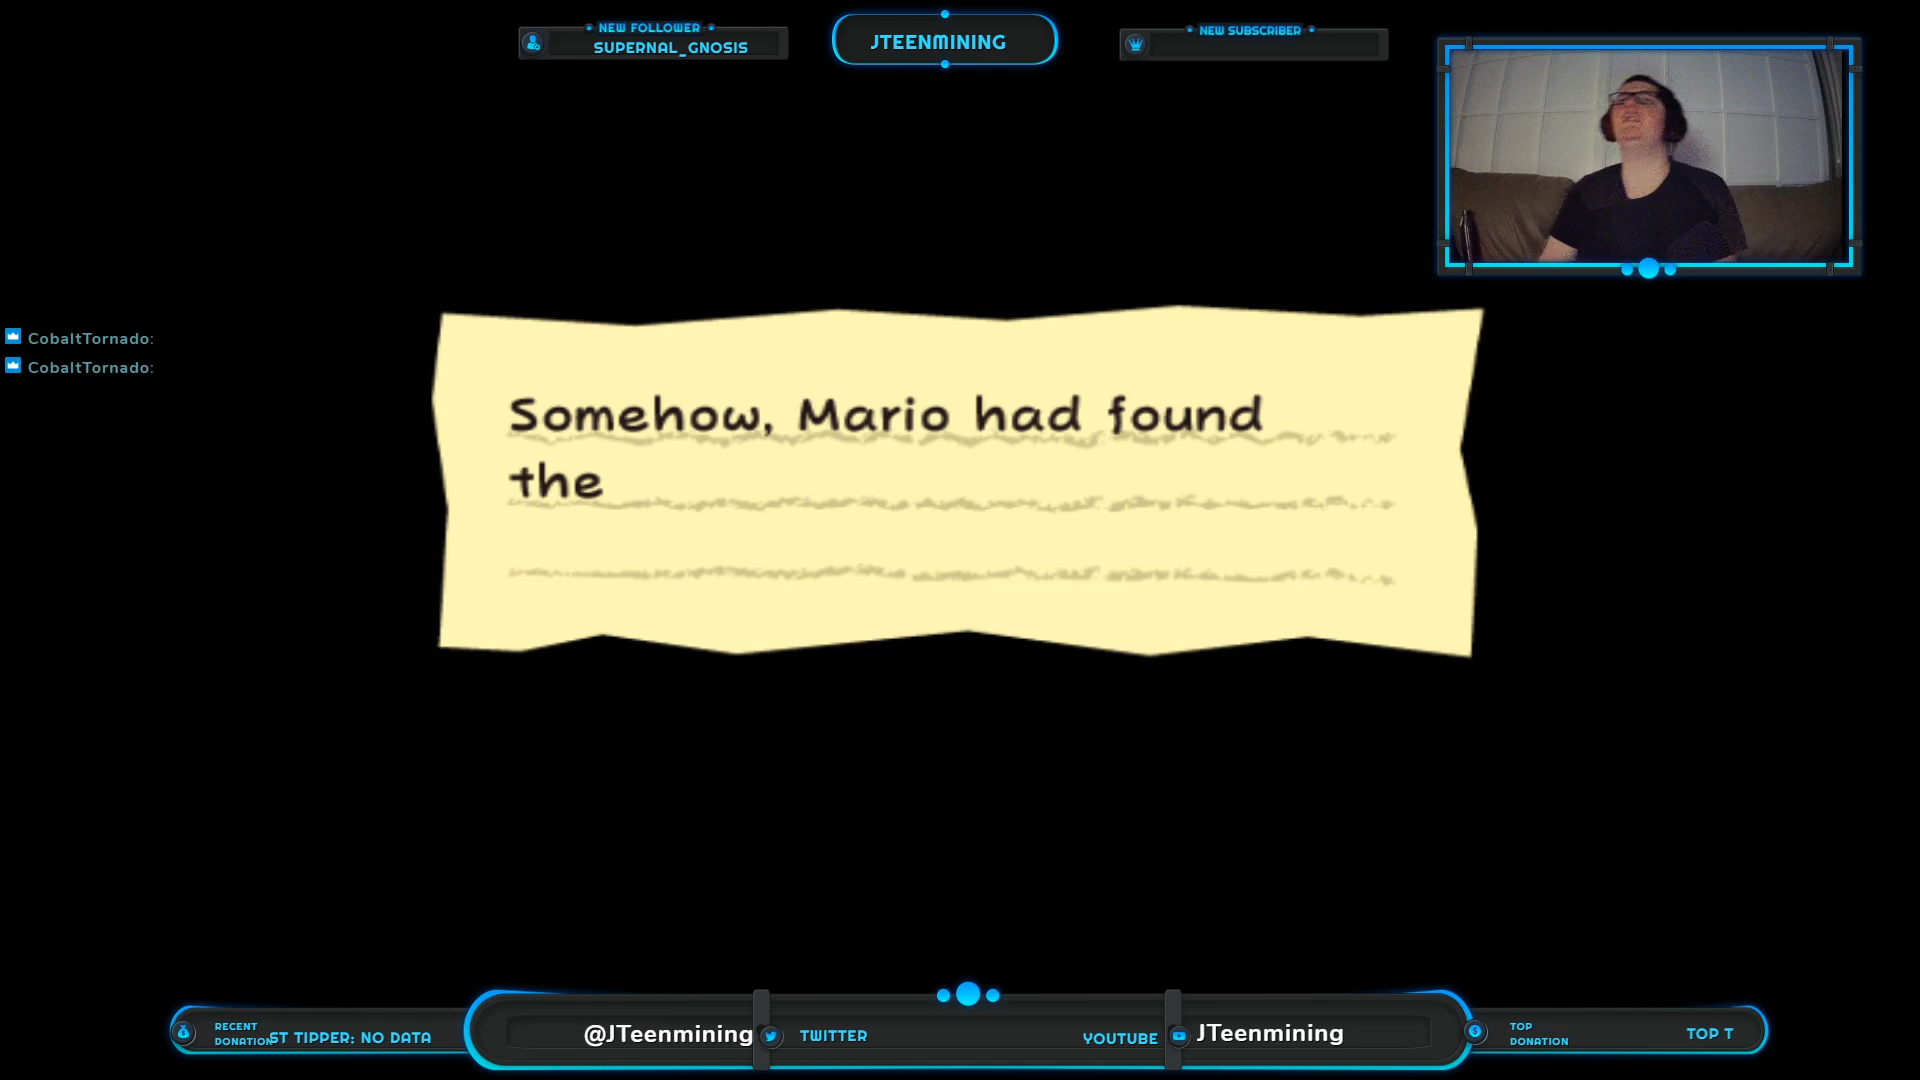 NEW FOLLOWER
SUPERNAL_GNOSIS
JTEENMINING
NEW SUBSCRIBER
CobaltTornado:
CobaltTornado:
Somehow, Mario had found
the
RECENT
DONATION
ST TIPPER: NO DATA
@JTeenmining
TWITTER
YOUTUBE
JTeenmining
TOP
DONATION
TOP T